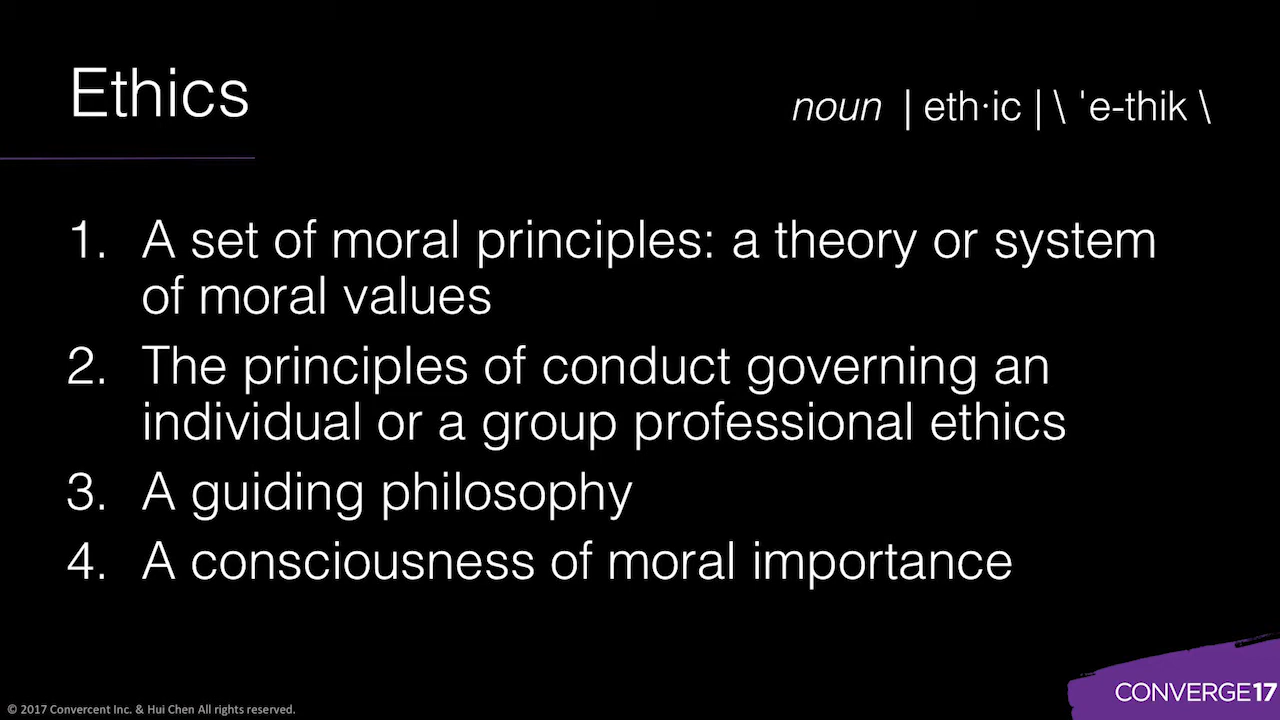 Ethics
noun | eth·ic | \ ˈe-thik \
1. A set of moral principles: a theory or system
of moral values
2. The principles of conduct governing an
individual or a group professional ethics
3. A guiding philosophy
4. A consciousness of moral importance
© 2017 Convercent Inc. & Hui Chen All rights reserved.
CONVERGE17